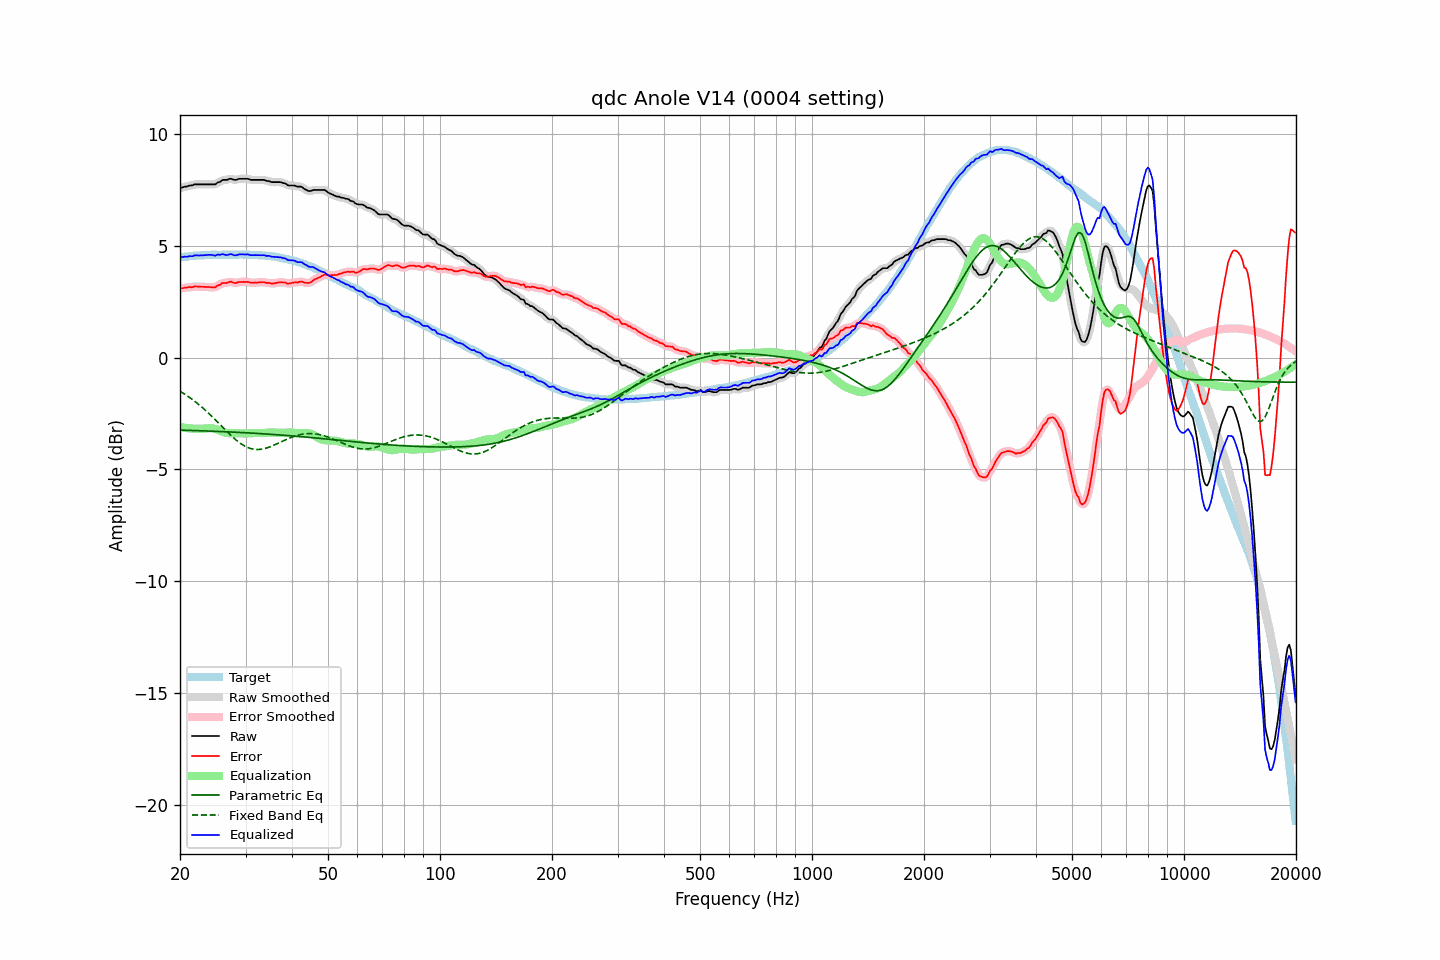 qdc Anole V14 (0004 setting)
Amplitude (dBr)
10
5
0
−5
−10
−15
−20
Target
Raw Smoothed
Error Smoothed
Raw
Error
Equalization
Parametric Eq
Fixed Band Eq
Equalized
20 50 100 200 500 1000 2000 5000 10000 20000
Frequency (Hz)